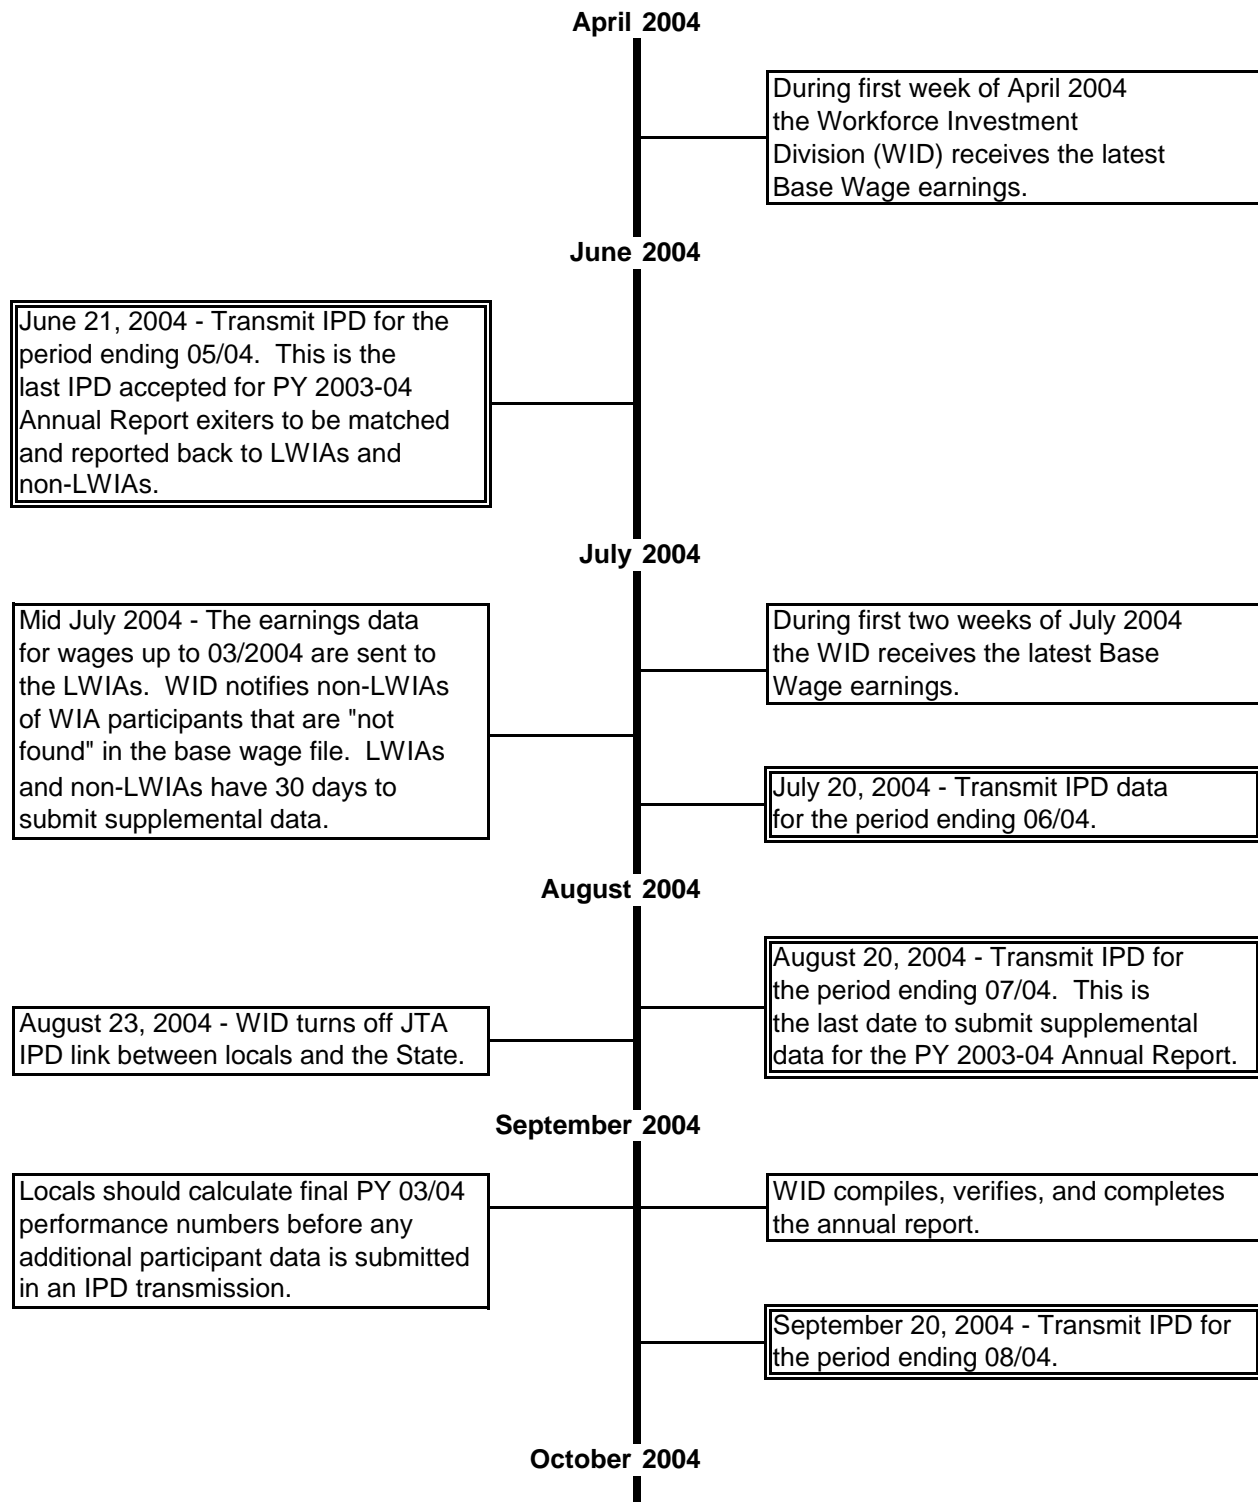 April 2004
During first week of April 2004
the Workforce Investment
Division (WID) receives the latest
Base Wage earnings.
June 2004
June 21, 2004 - Transmit IPD for the
period ending 05/04.  This is the
last IPD accepted for PY 2003-04
Annual Report exiters to be matched
and reported back to LWIAs and
non-LWIAs.
July 2004
Mid July 2004 - The earnings data
for wages up to 03/2004 are sent to
the LWIAs.  WID notifies non-LWIAs
of WIA participants that are "not
found" in the base wage file.  LWIAs
and non-LWIAs have 30 days to
submit supplemental data.
During first two weeks of July 2004
the WID receives the latest Base
Wage earnings.
July 20, 2004 - Transmit IPD data
for the period ending 06/04.
August 2004
August 20, 2004 - Transmit IPD for
the period ending 07/04.  This is
the last date to submit supplemental
data for the PY 2003-04 Annual Report.
August 23, 2004 - WID turns off JTA
IPD link between locals and the State.
September 2004
Locals should calculate final PY 03/04
performance numbers before any
additional participant data is submitted
in an IPD transmission.
WID compiles, verifies, and completes
the annual report.
September 20, 2004 - Transmit IPD for
the period ending 08/04.
October 2004